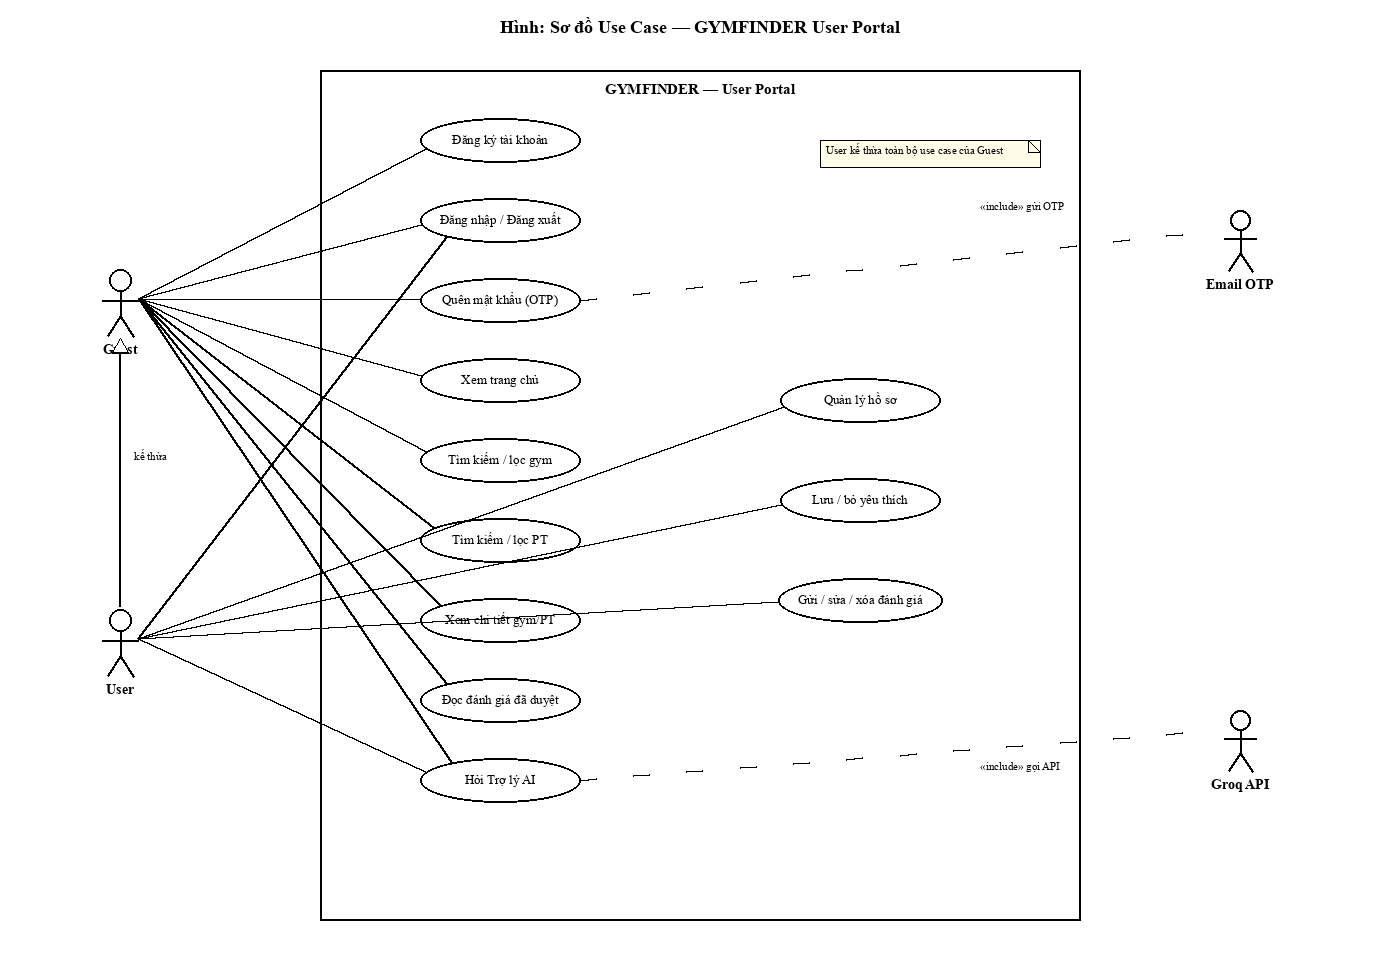 Hình: Sơ đồ Use Case — GYMFINDER User Portal
GYMFINDER — User Portal
Đăng ký tài khoản
User kế thừa toàn bộ use case của Guest
Đăng nhập / Đăng xuất
«include» gửi OTP
Email OTP
Quên mật khẩu (OTP)
Guest
Xem trang chủ
Quản lý hồ sơ
kế thừa
Tìm kiếm / lọc gym
Lưu / bỏ yêu thích
Tìm kiếm / lọc PT
Gửi / sửa / xóa đánh giá
Xem chi tiết gym/PT
User
Đọc đánh giá đã duyệt
Hỏi Trợ lý AI
«include» gọi API
Groq API